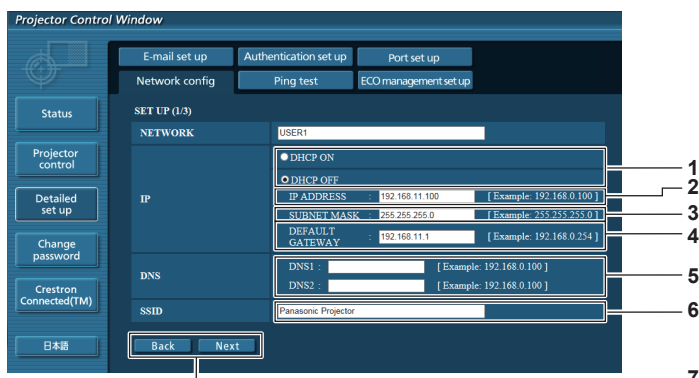 Projector Control Window
E-mail set up Authentication set up Port set up
Network config Ping test ECO management set up
Status
Projector control
Detailed set up
Change password
Crestron Connected(TM)
日本語
SET UP (1/3)
NETWORK USER1
IP
DHCP ON
DHCP OFF
IP ADDRESS : 192.168.11.100 [ Example: 192.168.0.100 ]
SUBNET MASK : 255.255.255.0 [ Example: 255.255.255.0 ]
DEFAULT GATEWAY : 192.168.11.1 [ Example: 192.168.0.254 ]
DNS
DNS1 : [ Example: 192.168.0.100 ]
DNS2 : [ Example: 192.168.0.100 ]
SSID Panasonic Projector
Back Next
1
2
3
4
5
6
7